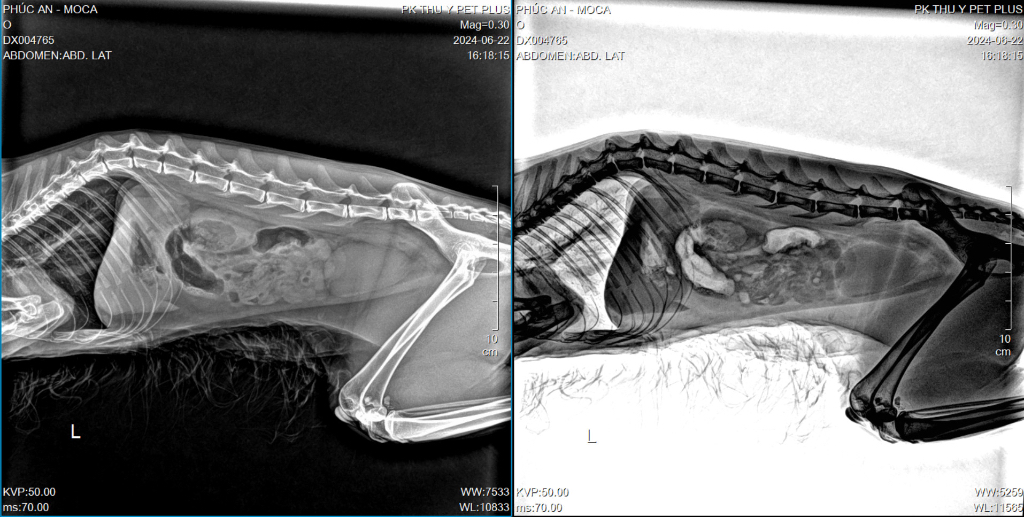 PHÚC AN - MOCA
PK THU Y PET PLUS
O
Mag=0.30
DX004765
2024-06-22
ABDOMEN:ABD. LAT
16:18:15
10
cm
L
KVP:50.00
WW:7533
ms:70.00
WL:10833
PHÚC AN - MOCA
PK THU Y PET PLUS
O
Mag=0.30
DX004765
2024-06-22
ABDOMEN:ABD. LAT
16:18:15
10
cm
L
KVP:50.00
WW:5259
ms:70.00
WL:11565